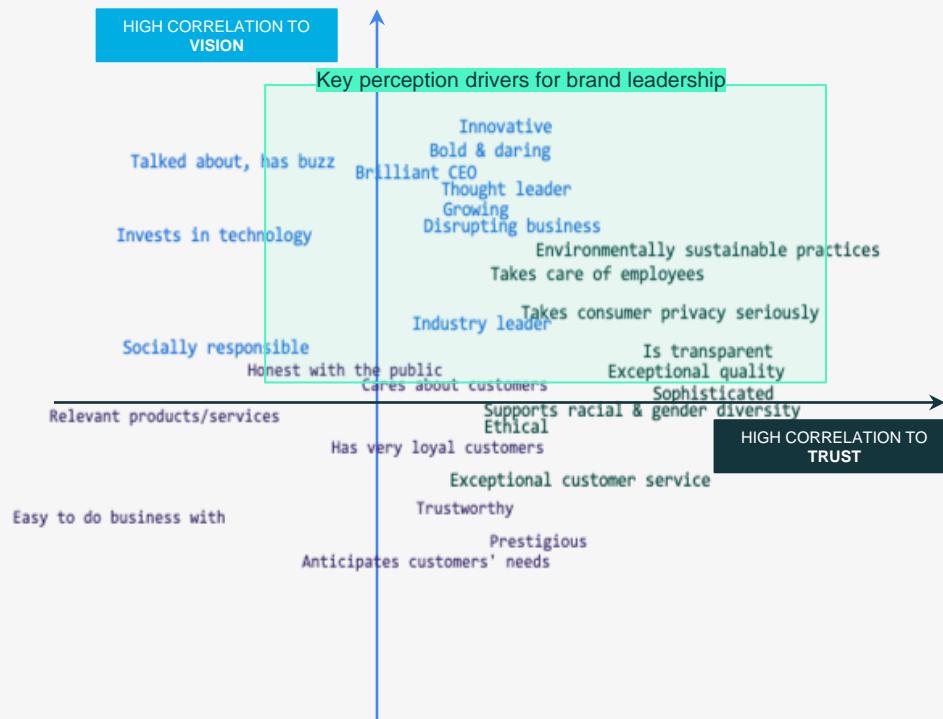 HIGH CORRELATION TO
VISION
Key perception drivers for brand leadership
Innovative
Bold & daring
Talked about, has buzz
Brilliant CEO
Thought leader
Growing
Disrupting business
Invests in technology
Environmentally sustainable practices
Takes care of employees
Takes consumer privacy seriously
Industry leader
Socially responsible
Is transparent
Honest with the public
Exceptional quality
Cares about customers
Sophisticated
Relevant products/services
Supports racial & gender diversity
Ethical
HIGH CORRELATION TO
TRUST
Has very loyal customers
Exceptional customer service
Trustworthy
Easy to do business with
Prestigious
Anticipates customers' needs